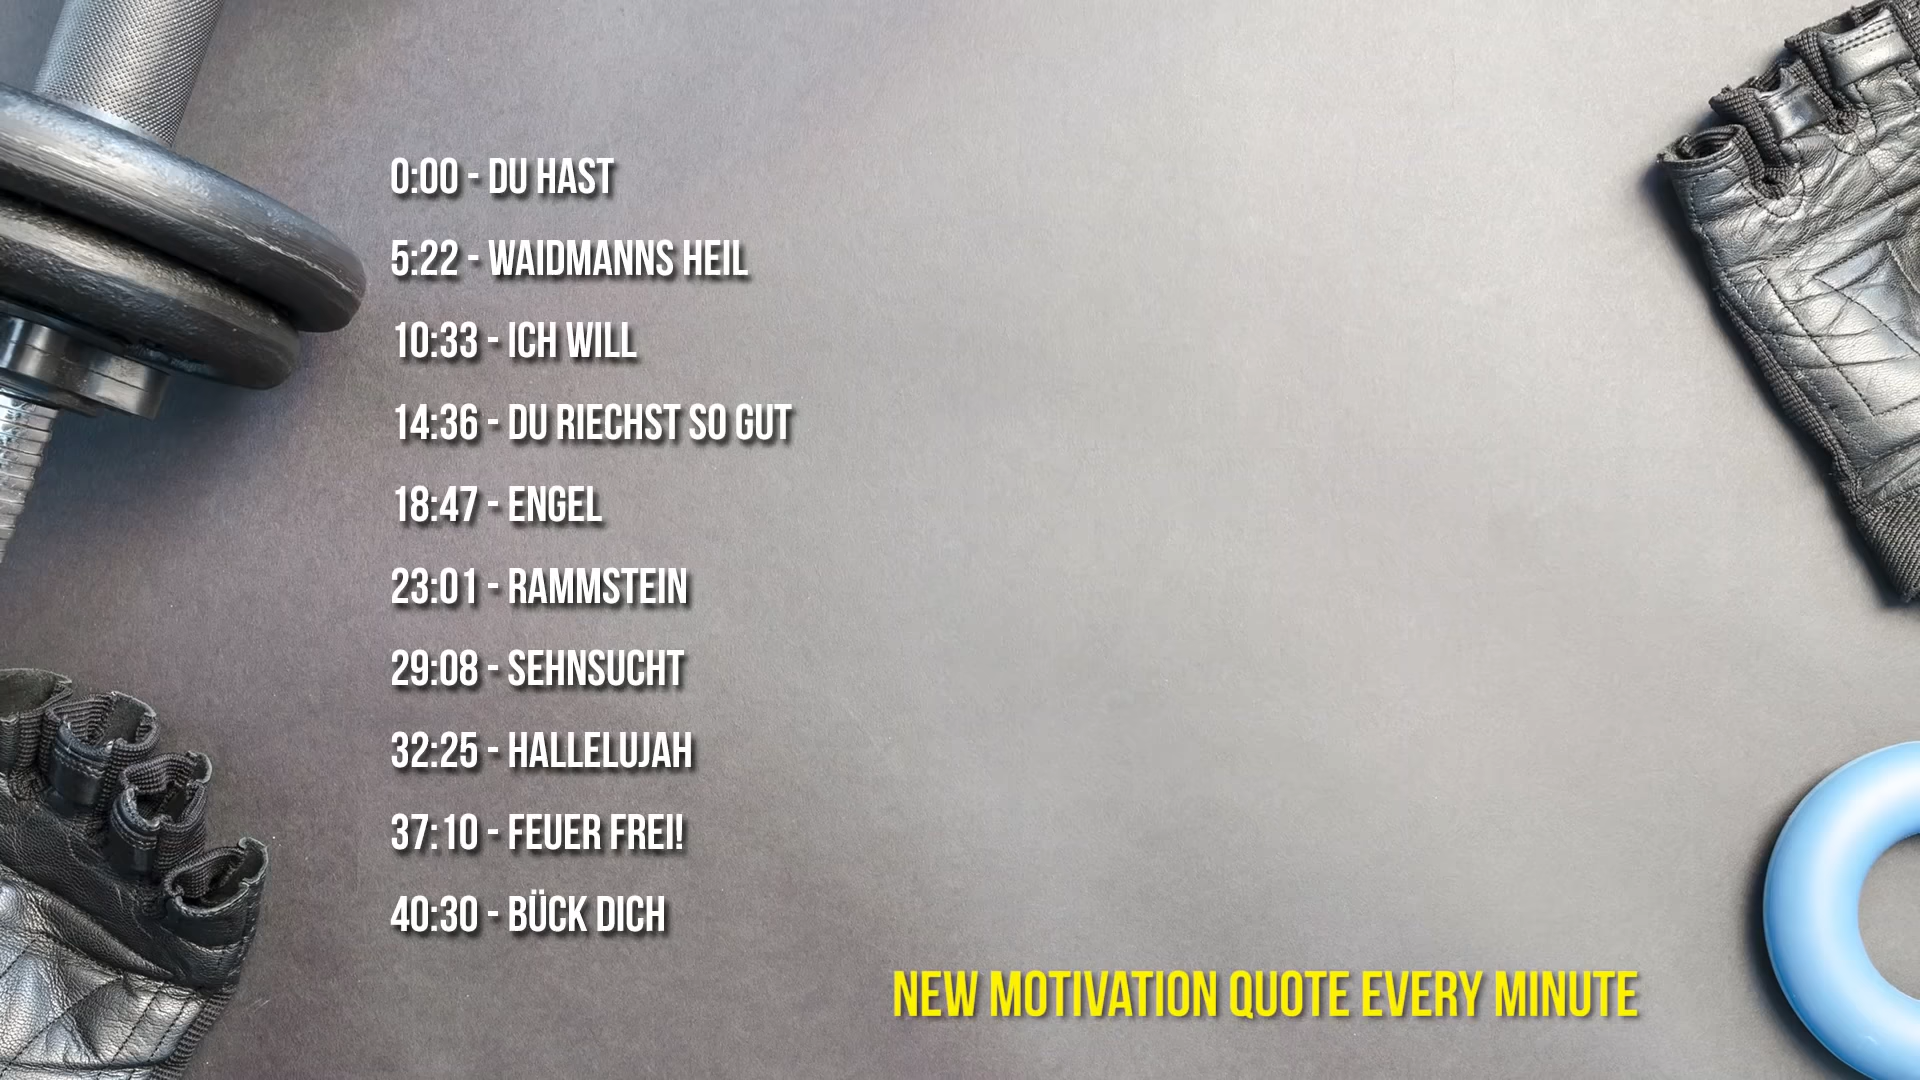 0:00 - DU HAST
5:22 - WAIDMANNS HEIL
10:33 - ICH WILL
14:36 - DU RIECHST SO GUT
18:47 - ENGEL
23:01 - RAMMSTEIN
29:08 - SEHNSUCHT
32:25 - HALLELUJAH
37:10 - FEUER FREI!
40:30 - BÜCK DICH
NEW MOTIVATION QUOTE EVERY MINUTE